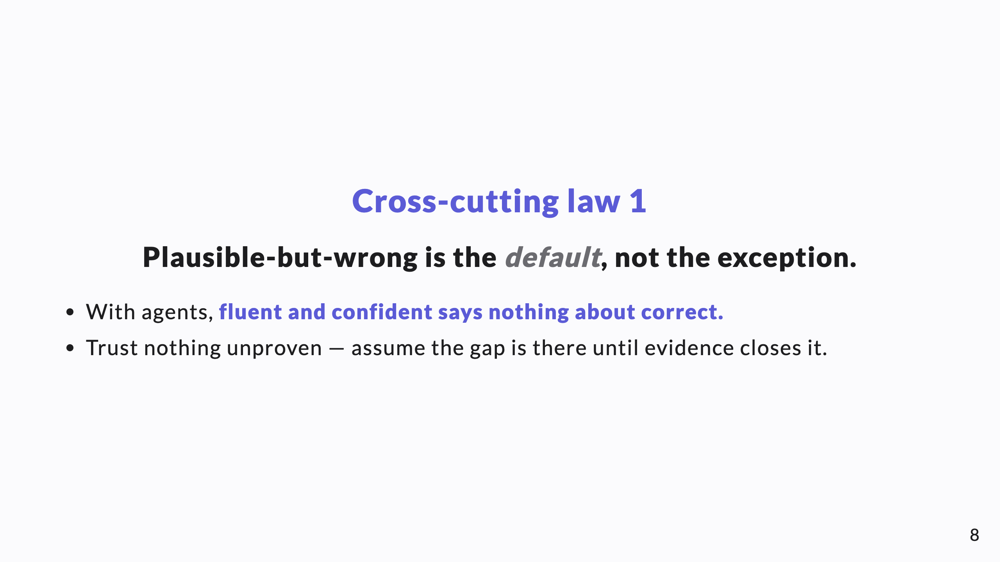 Cross-cutting law 1
Plausible-but-wrong is the default, not the exception.
• With agents, fluent and confident says nothing about correct.
• Trust nothing unproven — assume the gap is there until evidence closes it.
8